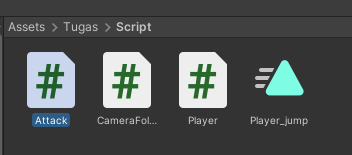 Assets > Tugas > Script
# # #
Attack CameraFol... Player Player_jump